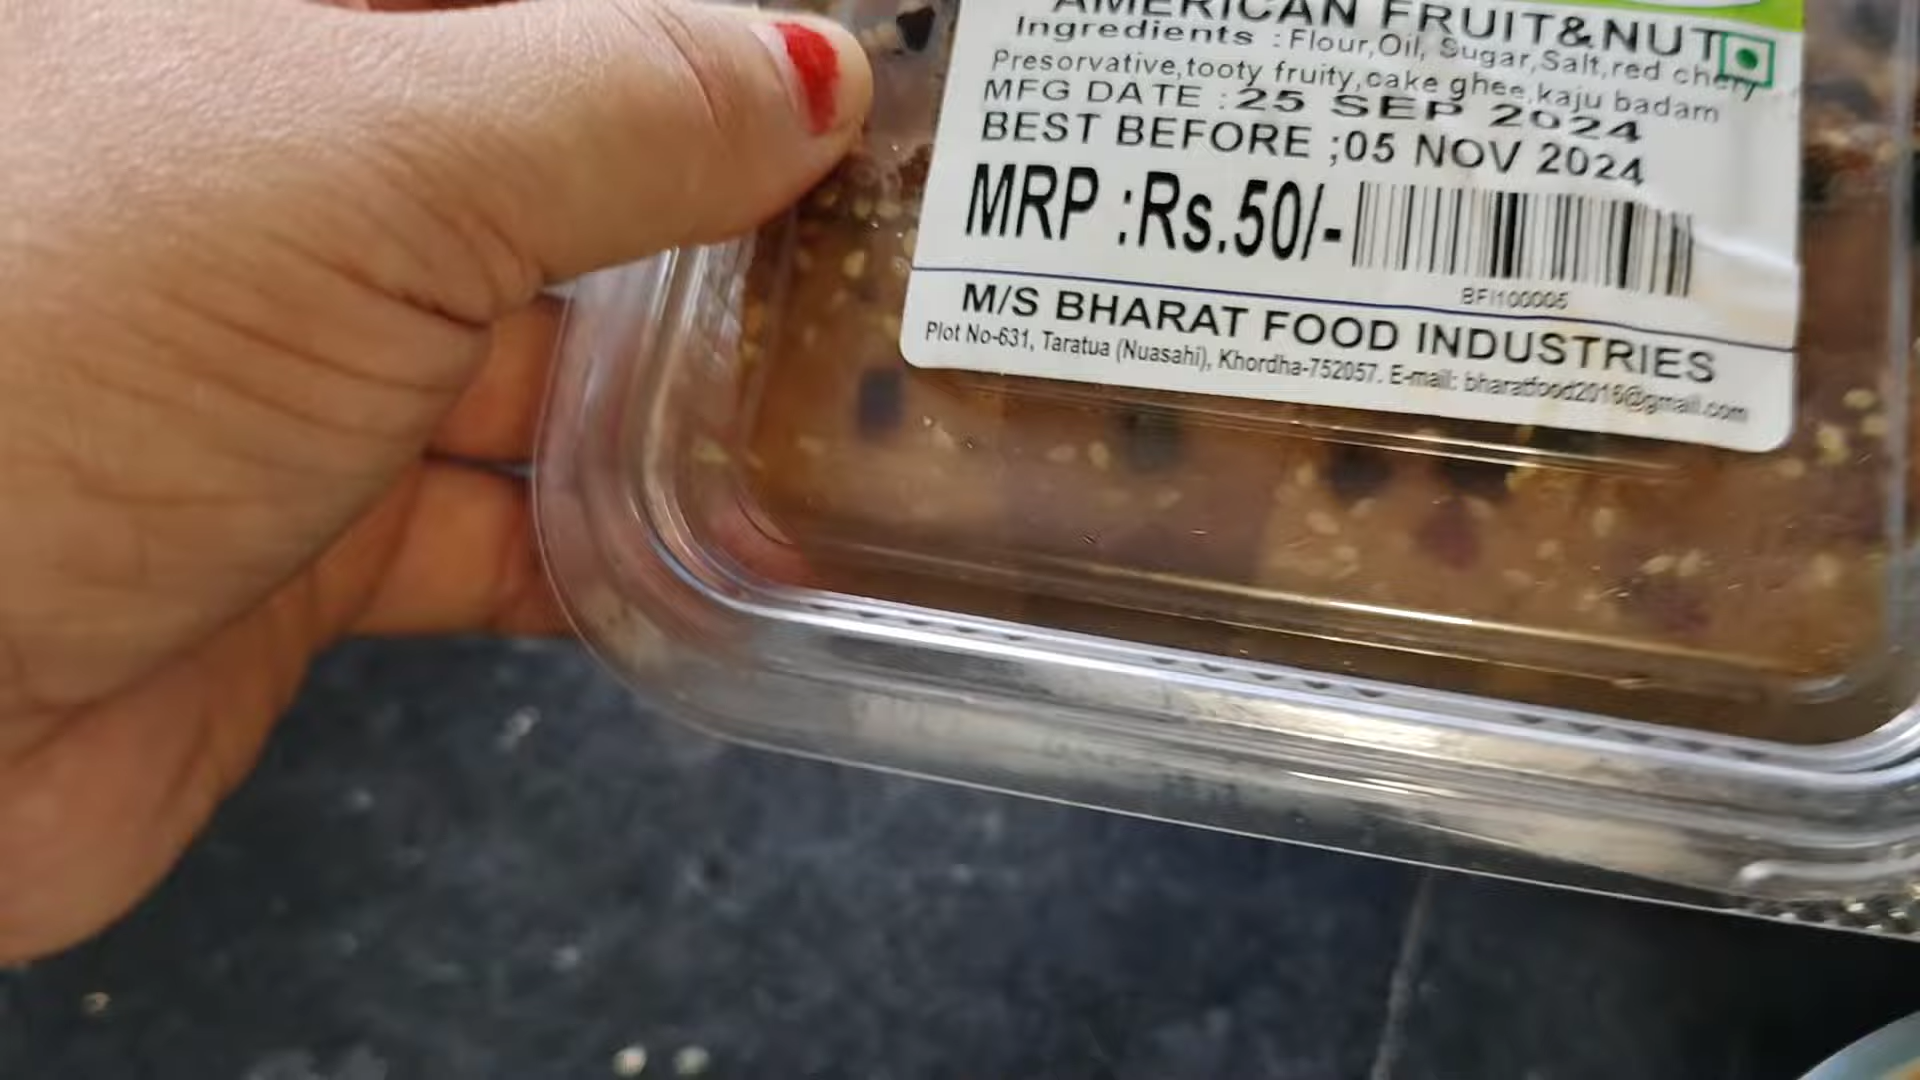 AMERICAN FRUIT&NUT
Ingredients :Flour,Oil, Sugar,Salt,red chery
Presorvative,tooty fruity,cake ghee,kaju badam
MFG DATE :25 SEP 2024
BEST BEFORE ;05 NOV 2024
MRP :Rs.50/-
BFI100005
M/S BHARAT FOOD INDUSTRIES
Plot No-631, Taratua (Nuasahi), Khordha-752057. E-mail: bharatfood2016@gmail.com